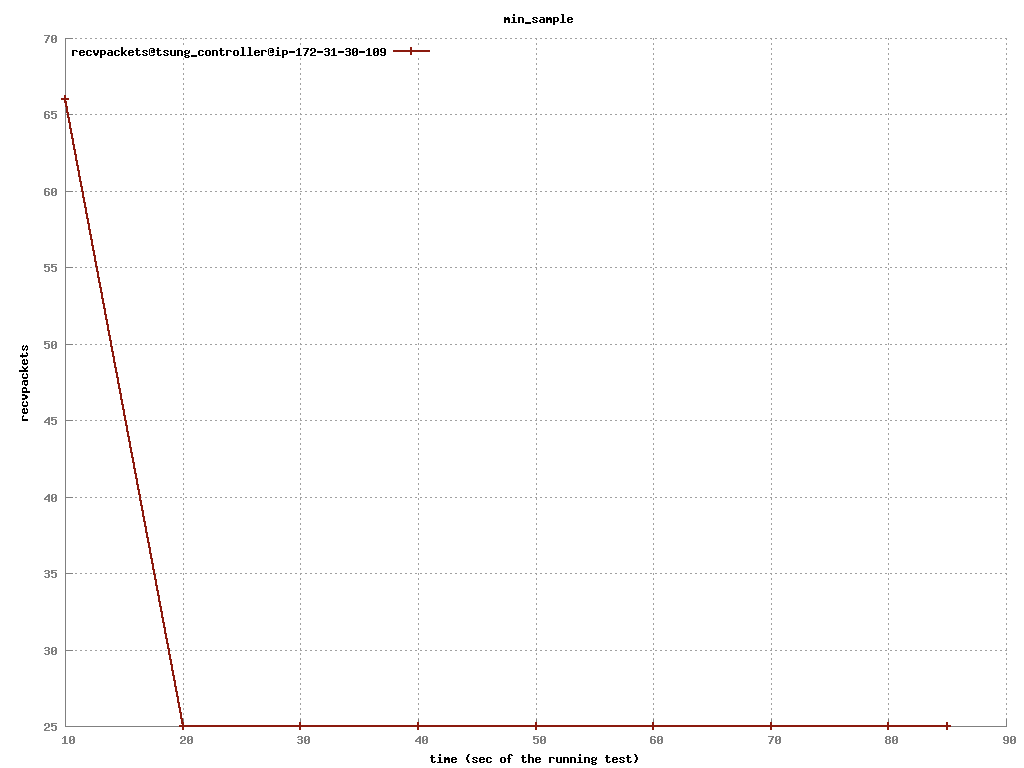 min_sample
recvpackets@tsung_controller@ip-172-31-30-109
70
65
60
55
50
45
40
35
30
25
recvpackets
10 20 30 40 50 60 70 80 90
time (sec of the running test)